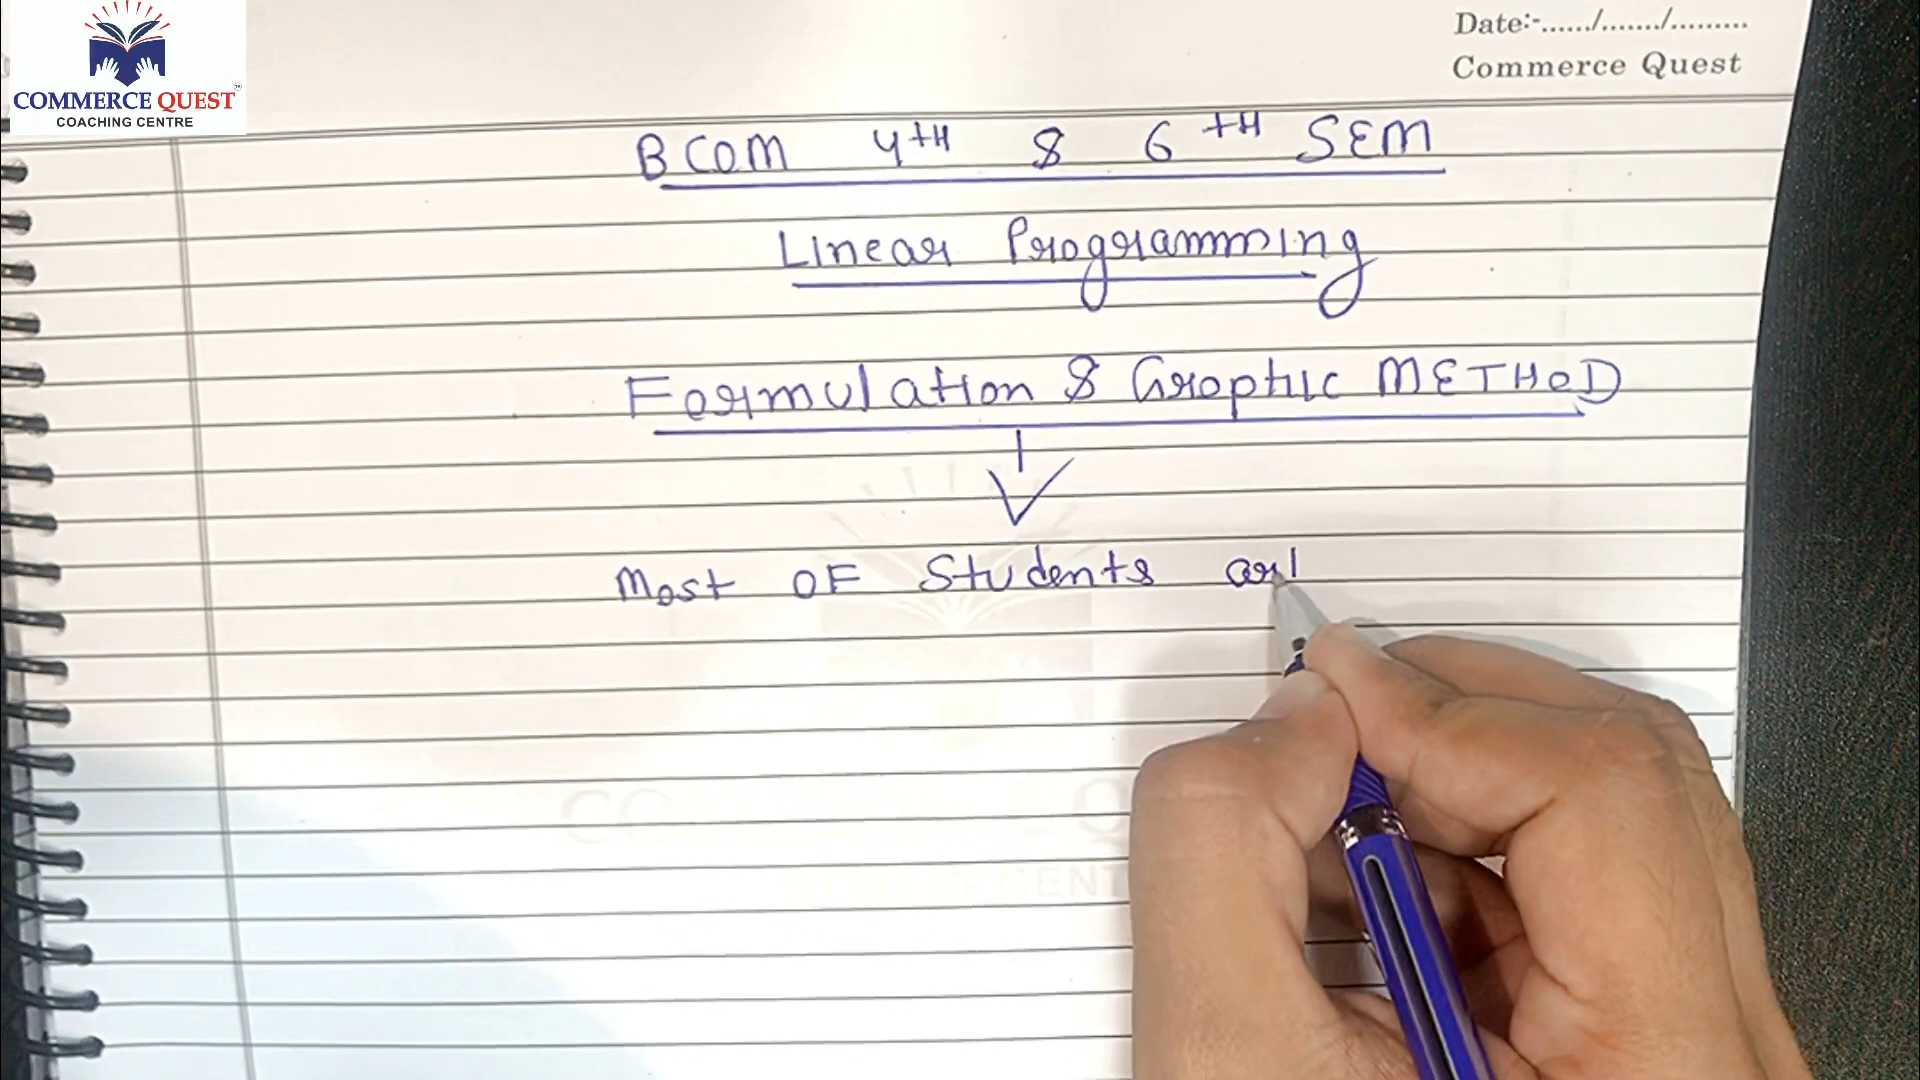 COMMERCE QUEST
COACHING CENTRE
Date:-....../......./.........
Commerce Quest
BCOM 4TH & 6TH SEM
Linear Programming
Formulation & Graphic METHOD
Most OF Students